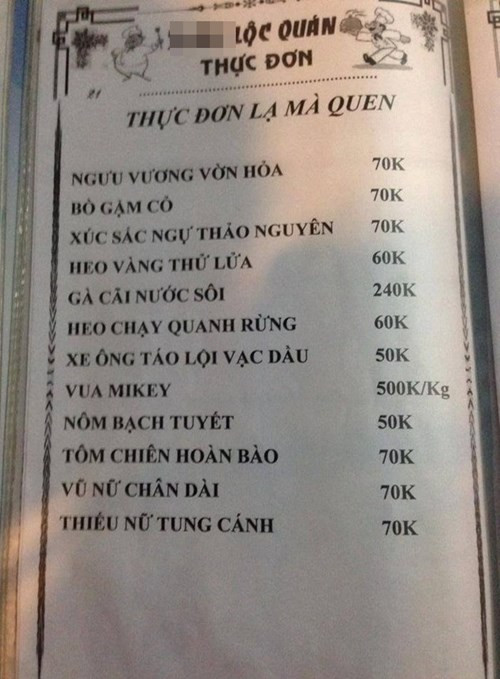 LỘC QUÁN
THỰC ĐƠN
21
THỰC ĐƠN LẠ MÀ QUEN
NGƯU VƯƠNG VỜN HỎA 70K
BÒ GẶM CỎ 70K
XÚC SẮC NGỰ THẢO NGUYÊN 70K
HEO VÀNG THỬ LỬA 60K
GÀ CÃI NƯỚC SÔI 240K
HEO CHẠY QUANH RỪNG 60K
XE ÔNG TÁO LỘI VẠC DẦU 50K
VUA MIKEY 500K/Kg
NÔM BẠCH TUYẾT 50K
TÔM CHIÊN HOÀN BÀO 70K
VŨ NỮ CHÂN DÀI 70K
THIẾU NỮ TUNG CÁNH 70K